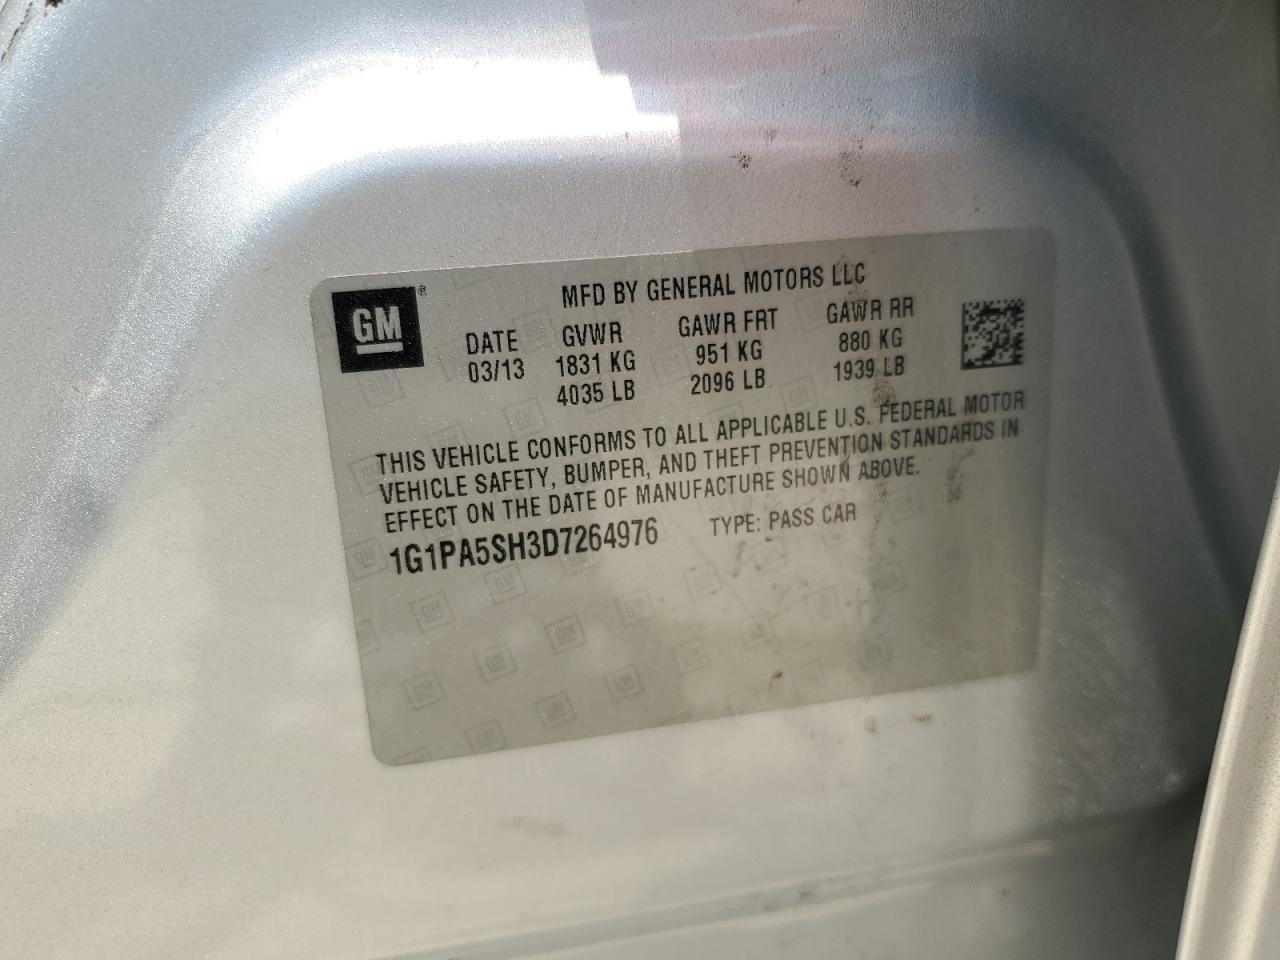 GM®
MFD BY GENERAL MOTORS LLC
DATE GVWR GAWR FRT GAWR RR
03/13 1831 KG 951 KG 880 KG
4035 LB 2096 LB 1939 LB
THIS VEHICLE CONFORMS TO ALL APPLICABLE U.S. FEDERAL MOTOR
VEHICLE SAFETY, BUMPER, AND THEFT PREVENTION STANDARDS IN
EFFECT ON THE DATE OF MANUFACTURE SHOWN ABOVE.
1G1PA5SH3D7264976 TYPE: PASS CAR